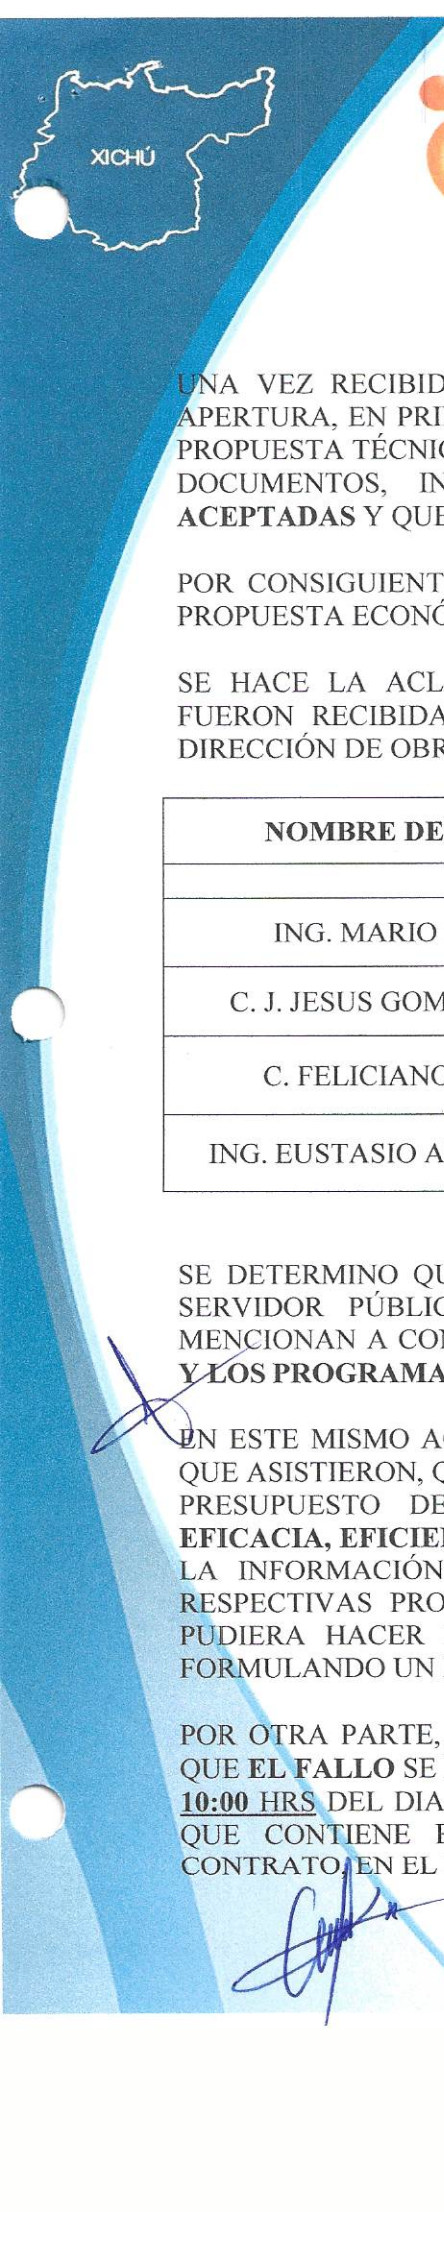 XICHÚ
UNA VEZ RECIBID
APERTURA, EN PRI
PROPUESTA TÉCNI
DOCUMENTOS, IN
ACEPTADAS Y QUE
POR CONSIGUIENT
PROPUESTA ECONÓ
SE HACE LA ACL
FUERON RECIBIDA
DIRECCIÓN DE OBR
NOMBRE DE
ING. MARIO
C. J. JESUS GOM
C. FELICIANO
ING. EUSTASIO A
SE DETERMINO QU
SERVIDOR PÚBLIC
MENCIONAN A CON
Y LOS PROGRAMA
EN ESTE MISMO AC
QUE ASISTIERON, Q
PRESUPUESTO DE
EFICACIA, EFICIEN
LA INFORMACIÓN
RESPECTIVAS PRO
PUDIERA HACER
FORMULANDO UN
POR OTRA PARTE,
QUE EL FALLO SE
10:00 HRS DEL DIA
QUE CONTIENE E
CONTRATO, EN EL